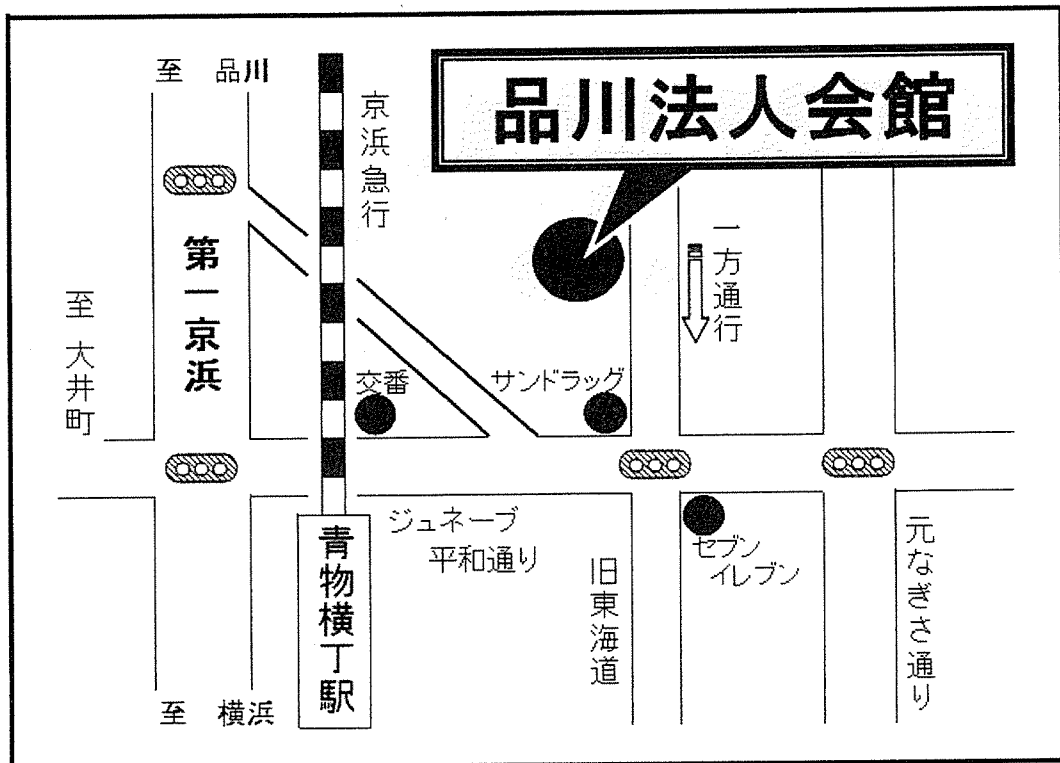 至 品川
品川法人会館
京浜急行
一方通行
第一京浜
至 大井町
交番
サンドラッグ
ジュネーブ
平和通り
セブン
イレブン
青物横丁駅
旧東海道
元なぎさ通り
至 横浜